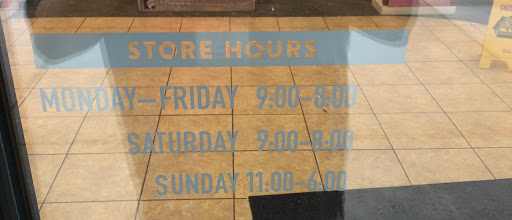 STORE HOURS
MONDAY–FRIDAY 9:00-8:00
SATURDAY 9:00-8:00
SUNDAY 11:00-6:00